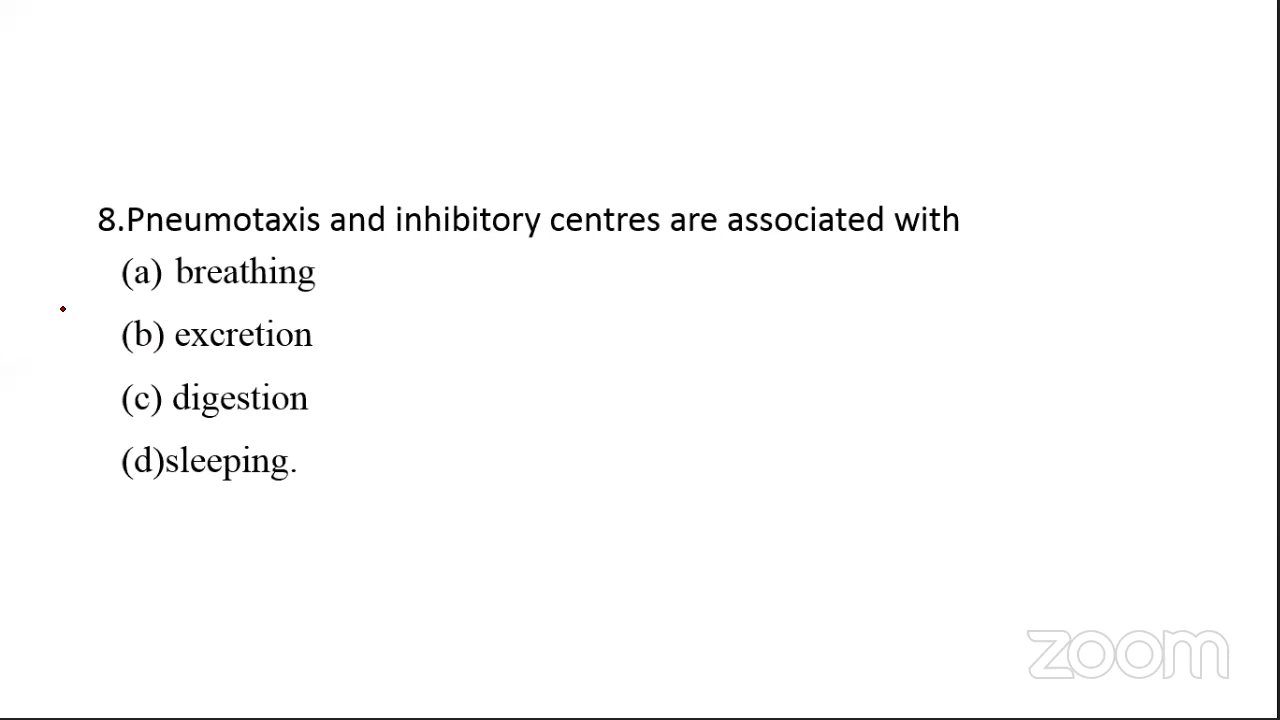 8.Pneumotaxis and inhibitory centres are associated with
(a) breathing
(b) excretion
(c) digestion
(d)sleeping.
zoom